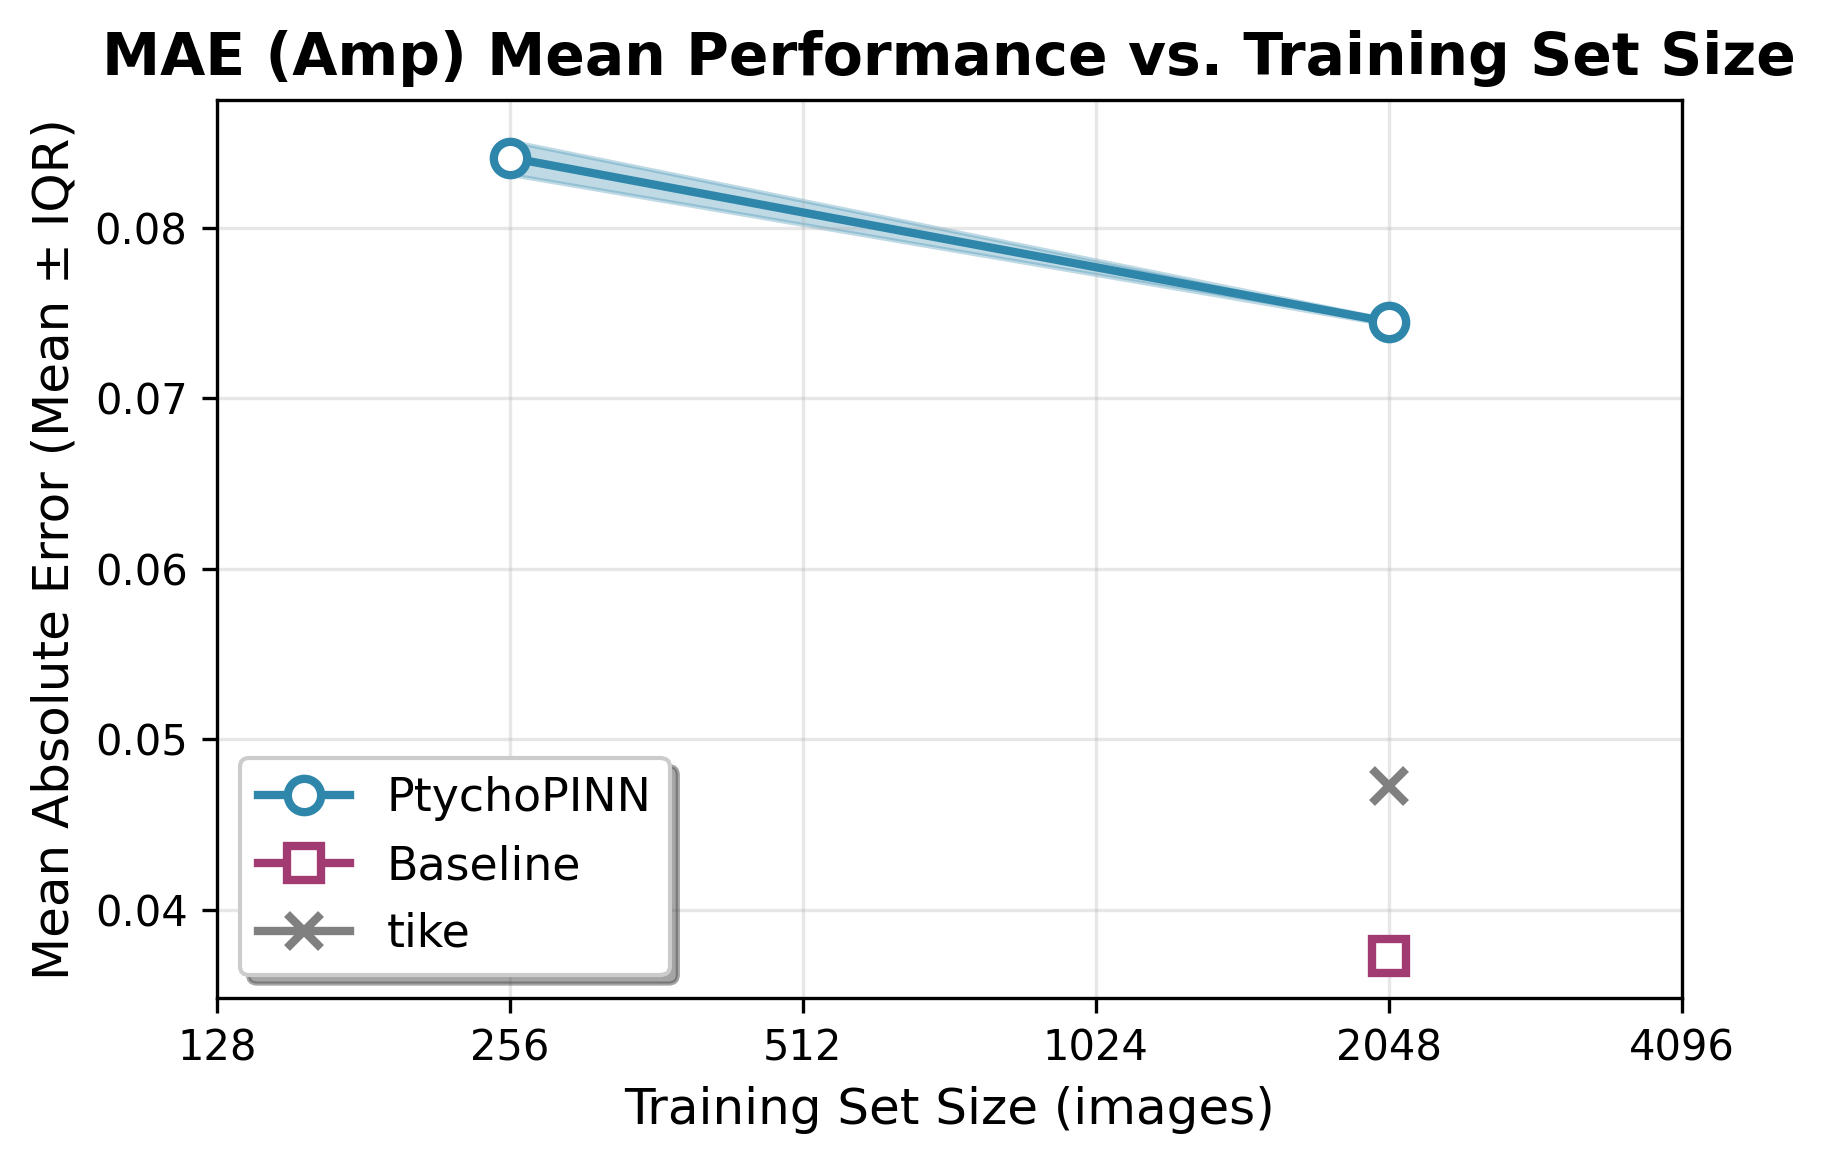 MAE (Amp) Mean Performance vs. Training Set Size
Mean Absolute Error (Mean ± IQR)
0.08
0.07
0.06
0.05
0.04
PtychoPINN
Baseline
tike
128 256 512 1024 2048 4096
Training Set Size (images)